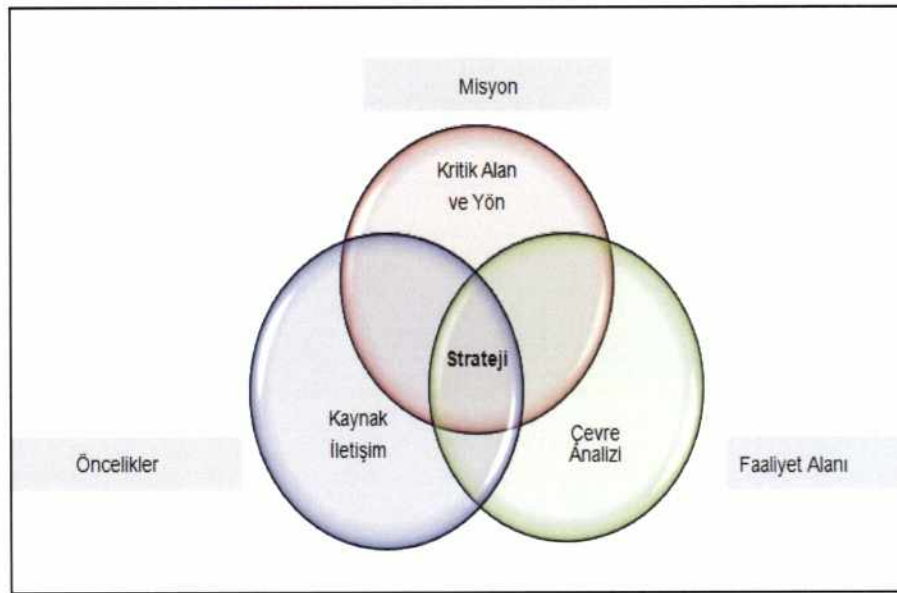 Misyon
Kritik Alan
ve Yön
Strateji
Kaynak
İletişim
Çevre
Analizi
Öncelikler
Faaliyet Alanı